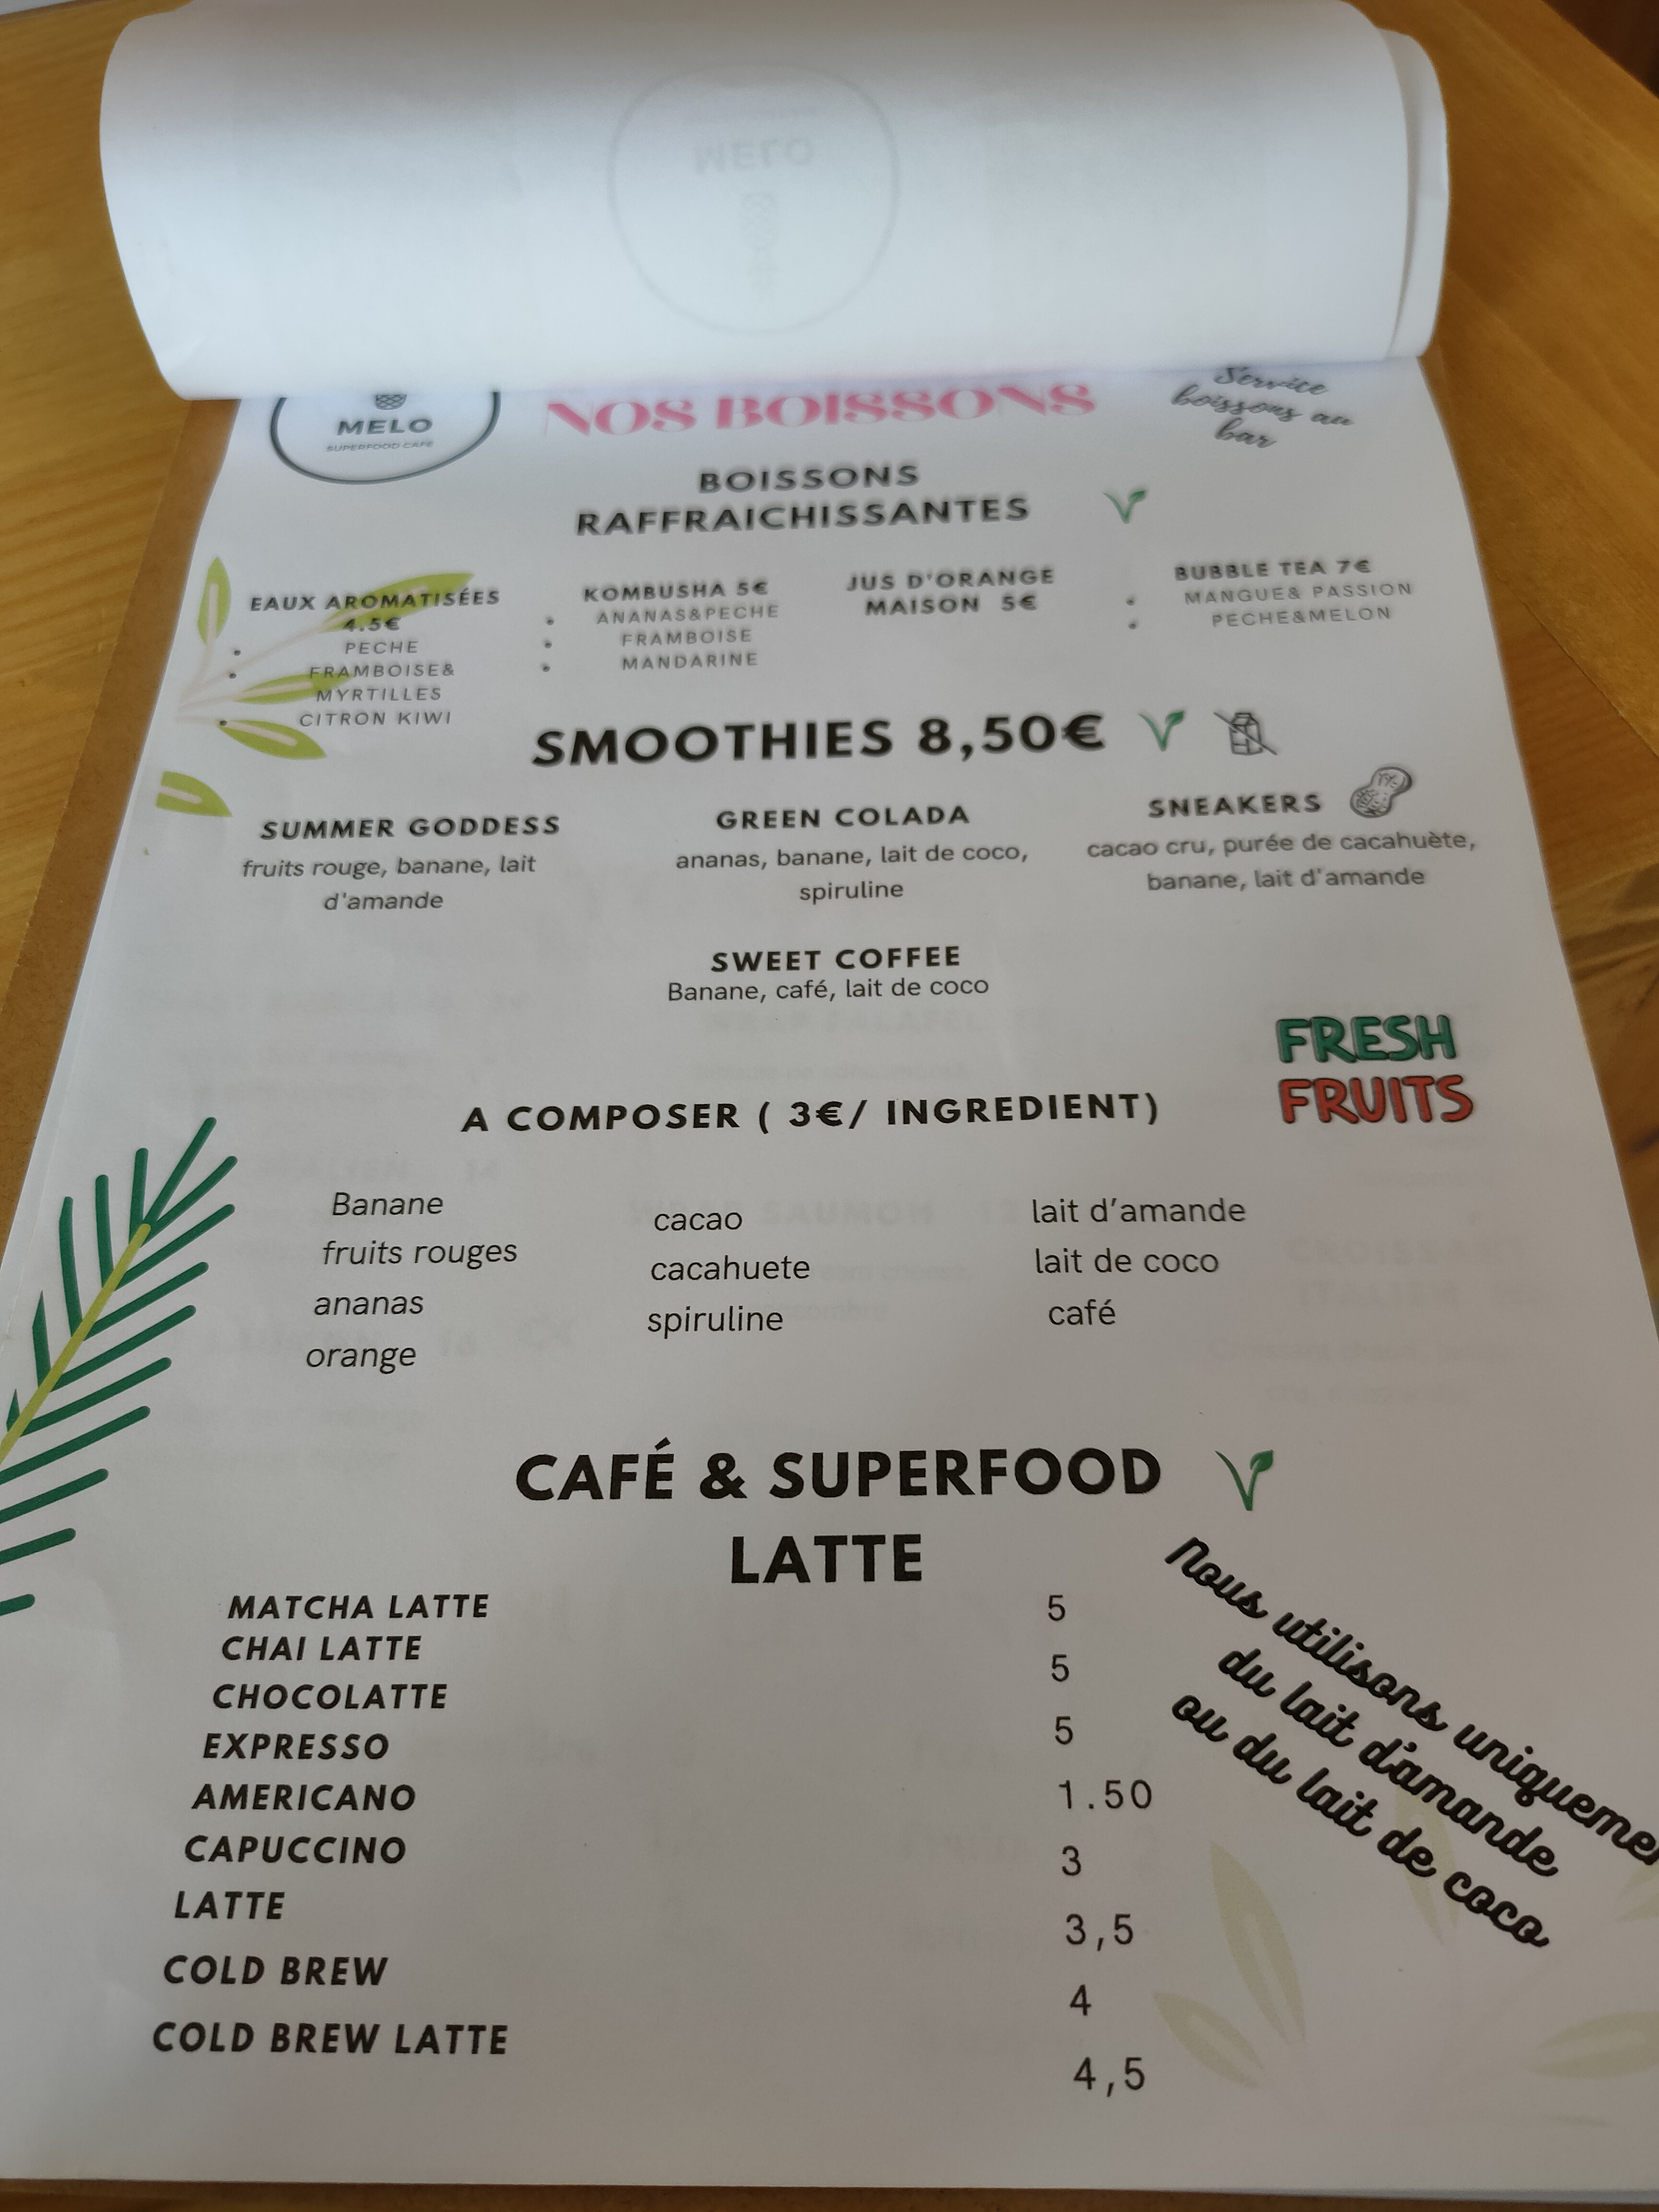 MELO
MELO
SUPERFOOD CAFE
NOS BOISSONS
Service
boissons au
bar
BOISSONS
RAFFRAICHISSANTES
EAUX AROMATISÉES
4.5€
• PECHE
• FRAMBOISE&
MYRTILLES
• CITRON KIWI
KOMBUSHA 5€
• ANANAS&PECHE
• FRAMBOISE
• MANDARINE
JUS D'ORANGE
MAISON 5€
BUBBLE TEA 7€
• MANGUE& PASSION
• PECHE&MELON
SMOOTHIES 8,50€
SUMMER GODDESS
fruits rouge, banane, lait
d'amande
GREEN COLADA
ananas, banane, lait de coco,
spiruline
SNEAKERS
cacao cru, purée de cacahuète,
banane, lait d'amande
SWEET COFFEE
Banane, café, lait de coco
FRESH
FRUITS
A COMPOSER ( 3€/ INGREDIENT)
Banane
fruits rouges
ananas
orange
cacao
cacahuete
spiruline
lait d'amande
lait de coco
café
CAFÉ & SUPERFOOD
LATTE
MATCHA LATTE
CHAI LATTE
CHOCOLATTE
EXPRESSO
AMERICANO
CAPUCCINO
LATTE
COLD BREW
COLD BREW LATTE
5
5
5
1.50
3
3,5
4
4,5
Nous utilisons uniqueme
du lait d'amande
ou du lait de coco